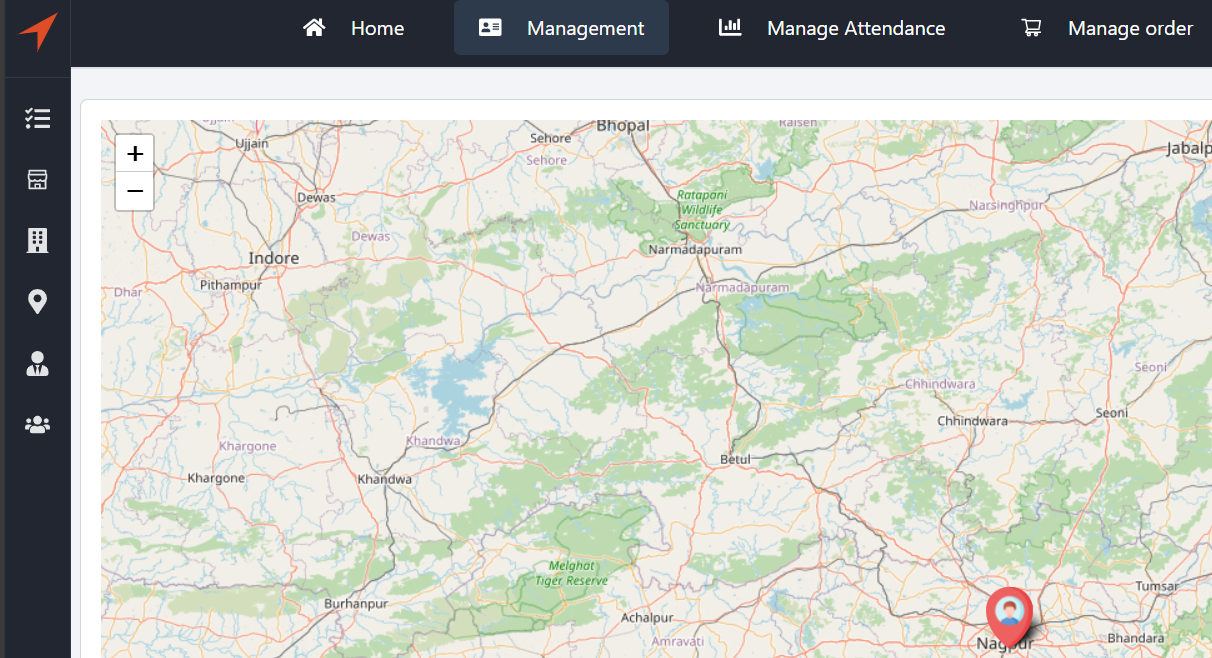 Home
Management
Manage Attendance
Manage order
+
−
Ujjain
Ujjain
Sehore
Sehore
Bhopal
Raisen
Jabalp
Dewas
Dewas
Ratapani
Wildlife
Sanctuary
Narsinghpur
Indore
Narmadapuram
Pithampur
Dhar
Narmadapuram
Seoni
Chhindwara
Seoni
Chhindwara
Khandwa
Khargone
Betul
Khargone
Khandwa
Melghat
Tiger Reserve
Tumsar
Burhanpur
Achalpur
Amravati
Nagpur
Bhandara